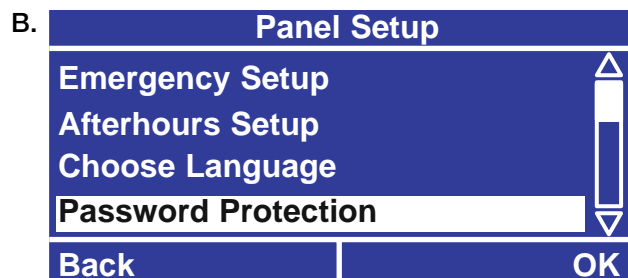 B.
Panel Setup
Emergency Setup
Afterhours Setup
Choose Language
Password Protection
Back OK